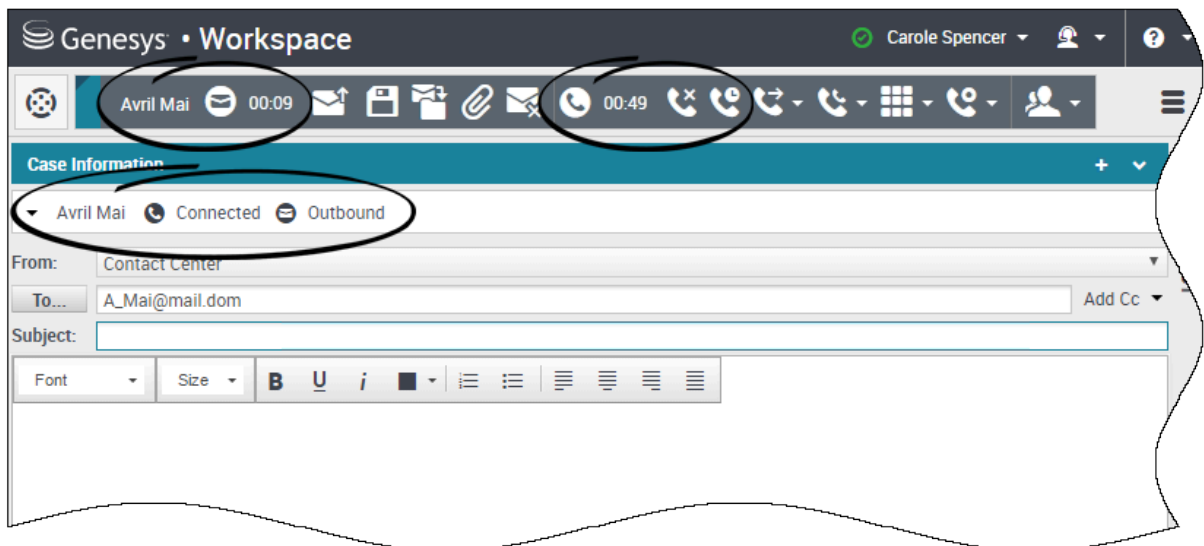 Genesys • Workspace Carole Spencer ?
Avril Mai 00:09 00:49
Case Information
Avril Mai Connected Outbound
From: Contact Center
To... A_Mai@mail.dom Add Cc
Subject:
Font Size B U i